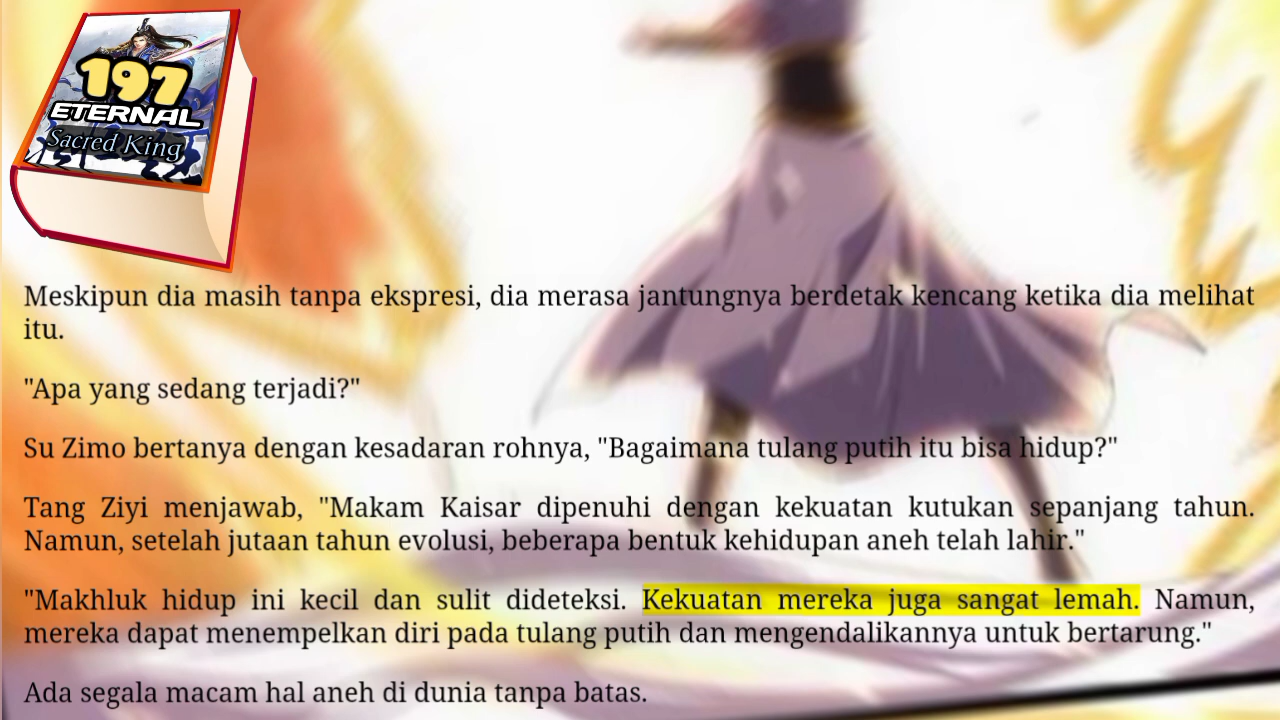 197
ETERNAL
Sacred King
Meskipun dia masih tanpa ekspresi, dia merasa jantungnya berdetak kencang ketika dia melihat
itu.
"Apa yang sedang terjadi?"
Su Zimo bertanya dengan kesadaran rohnya, "Bagaimana tulang putih itu bisa hidup?"
Tang Ziyi menjawab, "Makam Kaisar dipenuhi dengan kekuatan kutukan sepanjang tahun.
Namun, setelah jutaan tahun evolusi, beberapa bentuk kehidupan aneh telah lahir."
"Makhluk hidup ini kecil dan sulit dideteksi. Kekuatan mereka juga sangat lemah. Namun,
mereka dapat menempelkan diri pada tulang putih dan mengendalikannya untuk bertarung."
Ada segala macam hal aneh di dunia tanpa batas.